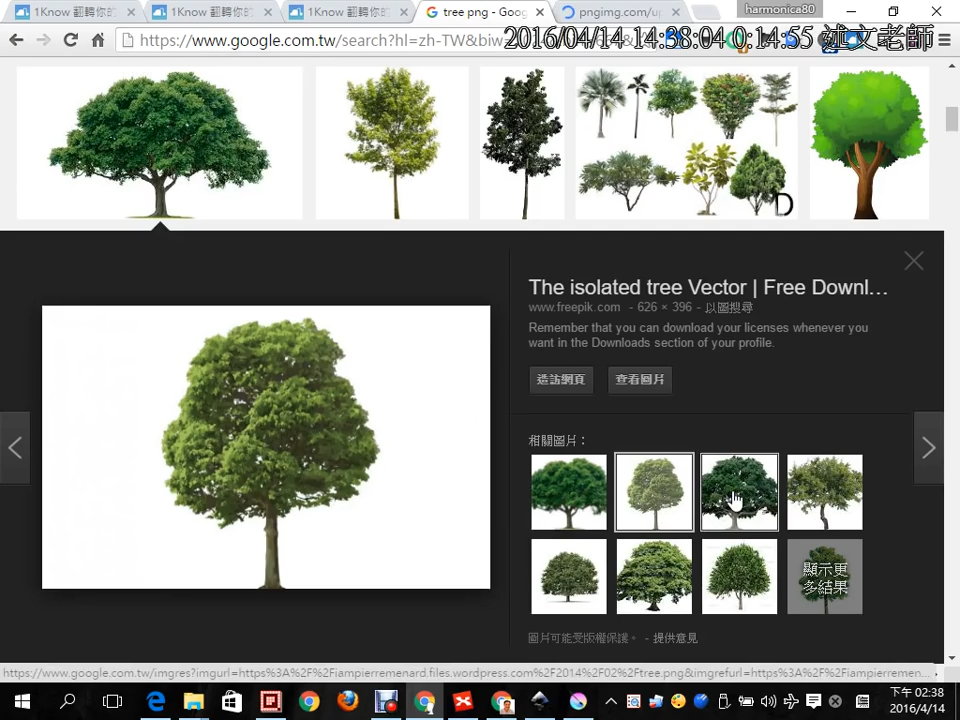 1Know 翻轉你的
1Know 翻轉你的
1Know 翻轉你的
tree png - Goog
pngimg.com/up
harmonica80
https://www.google.com.tw/search?hl=zh-TW&biw
2016/04/14 14:38:04 0:14:55 述文老師
D
The isolated tree Vector | Free Downl...
www.freepik.com - 626 × 396 - 以圖搜尋
Remember that you can download your licenses whenever you
want in the Downloads section of your profile.
造訪網頁
查看圖片
相關圖片：
顯示更
多結果
圖片可能受版權保護。 - 提供意見
https://www.google.com.tw/imgres?imgurl=https%3A%2F%2Fiampierremenard.files.wordpress.com%2F2014%2F02%2Ftree.png&imgrefurl=https%3A%2F%2Fiampierremenard.wordpress.com%2F...
下午 02:38
2016/4/14